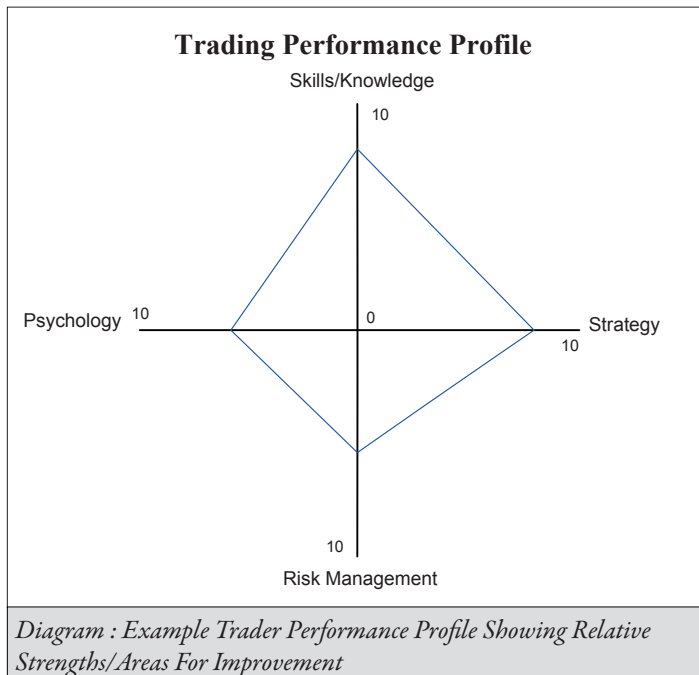 Trading Performance Profile
Skills/Knowledge
10
Psychology 10
0
Strategy
10
10
Risk Management
Diagram : Example Trader Performance Profile Showing Relative
Strengths/Areas For Improvement